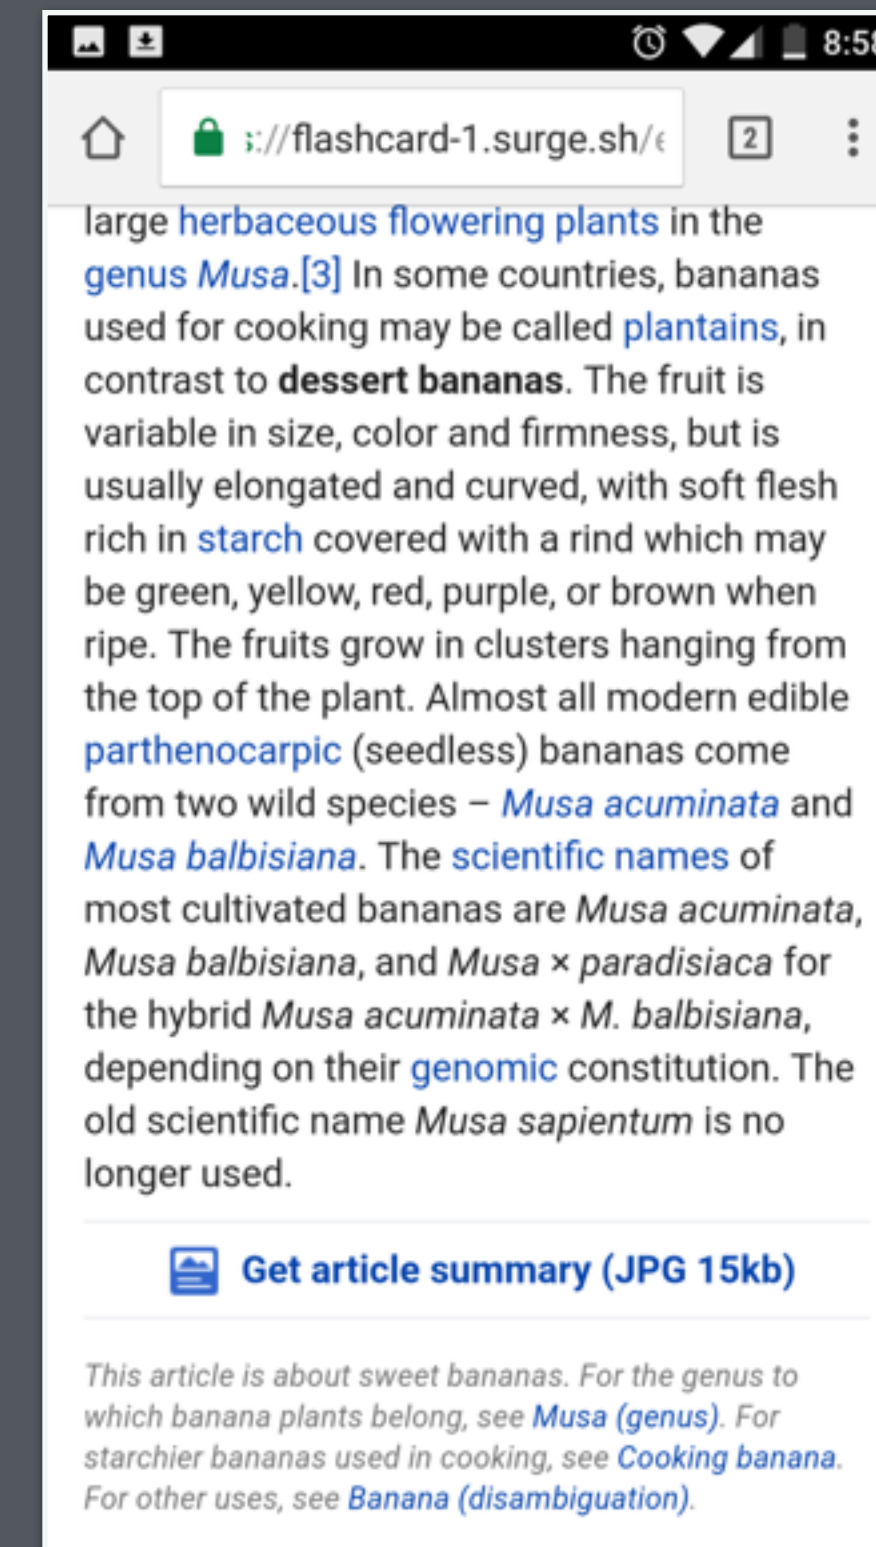 8:58
2
s://flashcard-1.surge.sh/e
large herbaceous flowering plants in the
genus Musa.[3] In some countries, bananas
used for cooking may be called plantains, in
contrast to dessert bananas. The fruit is
variable in size, color and firmness, but is
usually elongated and curved, with soft flesh
rich in starch covered with a rind which may
be green, yellow, red, purple, or brown when
ripe. The fruits grow in clusters hanging from
the top of the plant. Almost all modern edible
parthenocarpic (seedless) bananas come
from two wild species – Musa acuminata and
Musa balbisiana. The scientific names of
most cultivated bananas are Musa acuminata,
Musa balbisiana, and Musa × paradisiaca for
the hybrid Musa acuminata × M. balbisiana,
depending on their genomic constitution. The
old scientific name Musa sapientum is no
longer used.
Get article summary (JPG 15kb)
This article is about sweet bananas. For the genus to
which banana plants belong, see Musa (genus). For
starchier bananas used in cooking, see Cooking banana.
For other uses, see Banana (disambiguation).